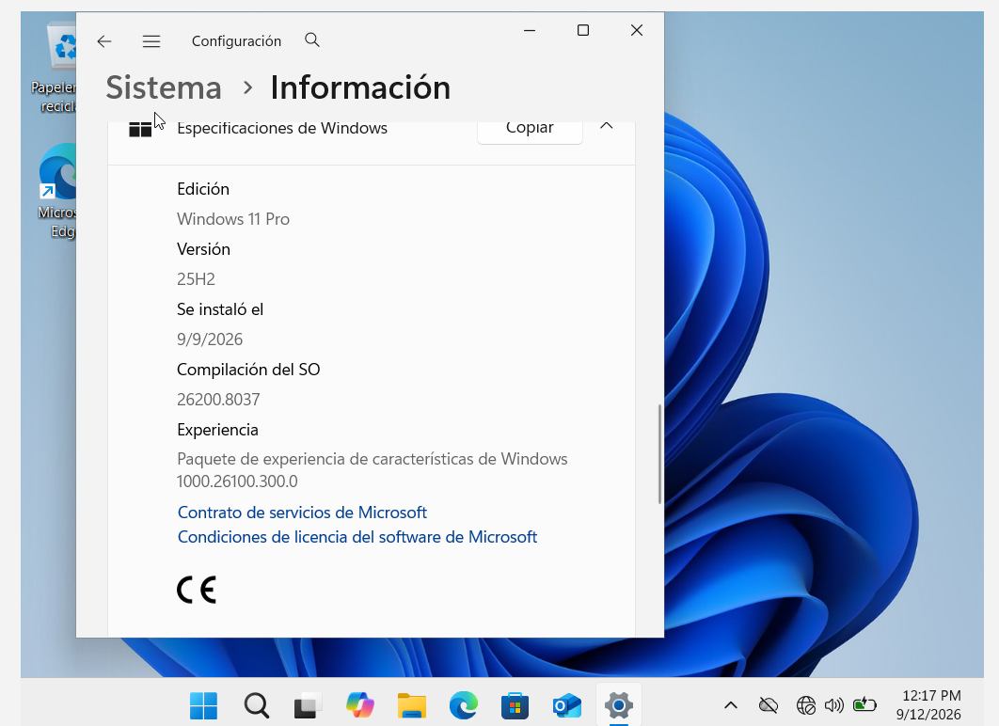 Configuración
Sistema > Información
Especificaciones de Windows
Copiar
Edición
Windows 11 Pro
Versión
25H2
Se instaló el
9/9/2026
Compilación del SO
26200.8037
Experiencia
Paquete de experiencia de características de Windows
1000.26100.300.0
Contrato de servicios de Microsoft
Condiciones de licencia del software de Microsoft
CE
Papeler
recicl
Micros
Edg
12:17 PM
9/12/2026